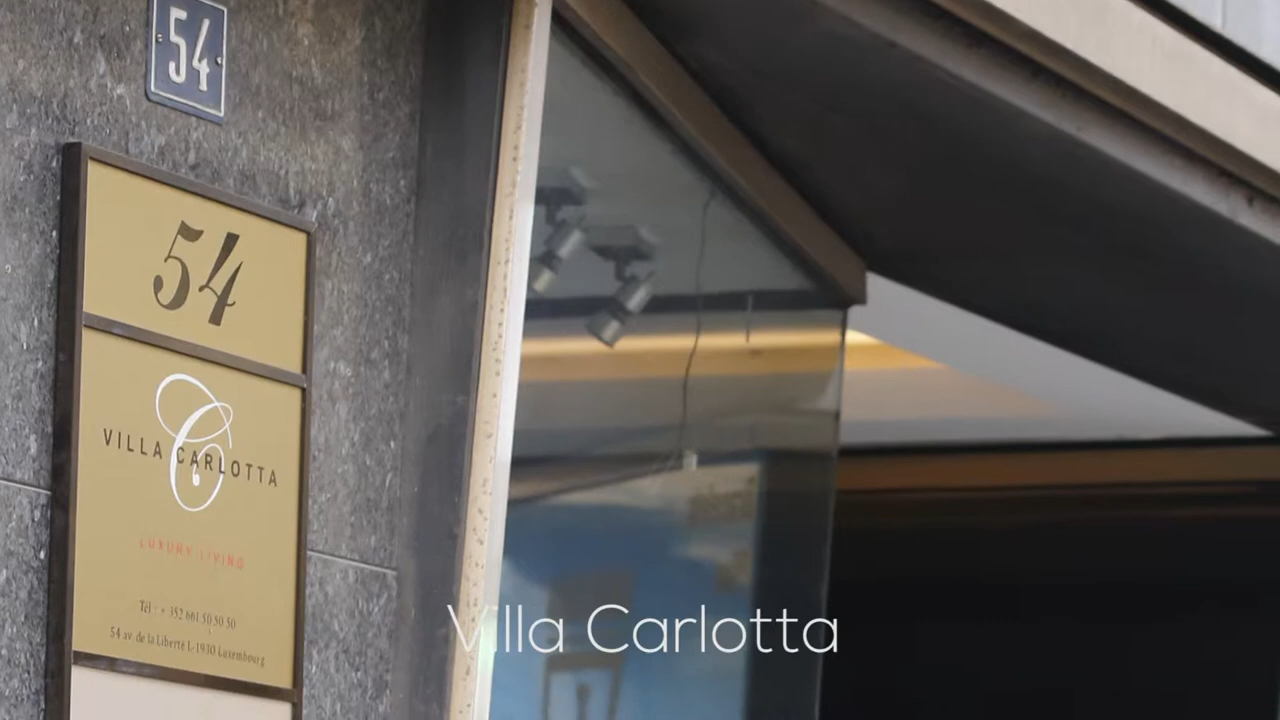 54
54
VILLA CARLOTTA
LUXURY LIVING
Tél : + 352 661 50 50 50
54 av. de la Liberté L-1930 Luxembourg
Villa Carlotta